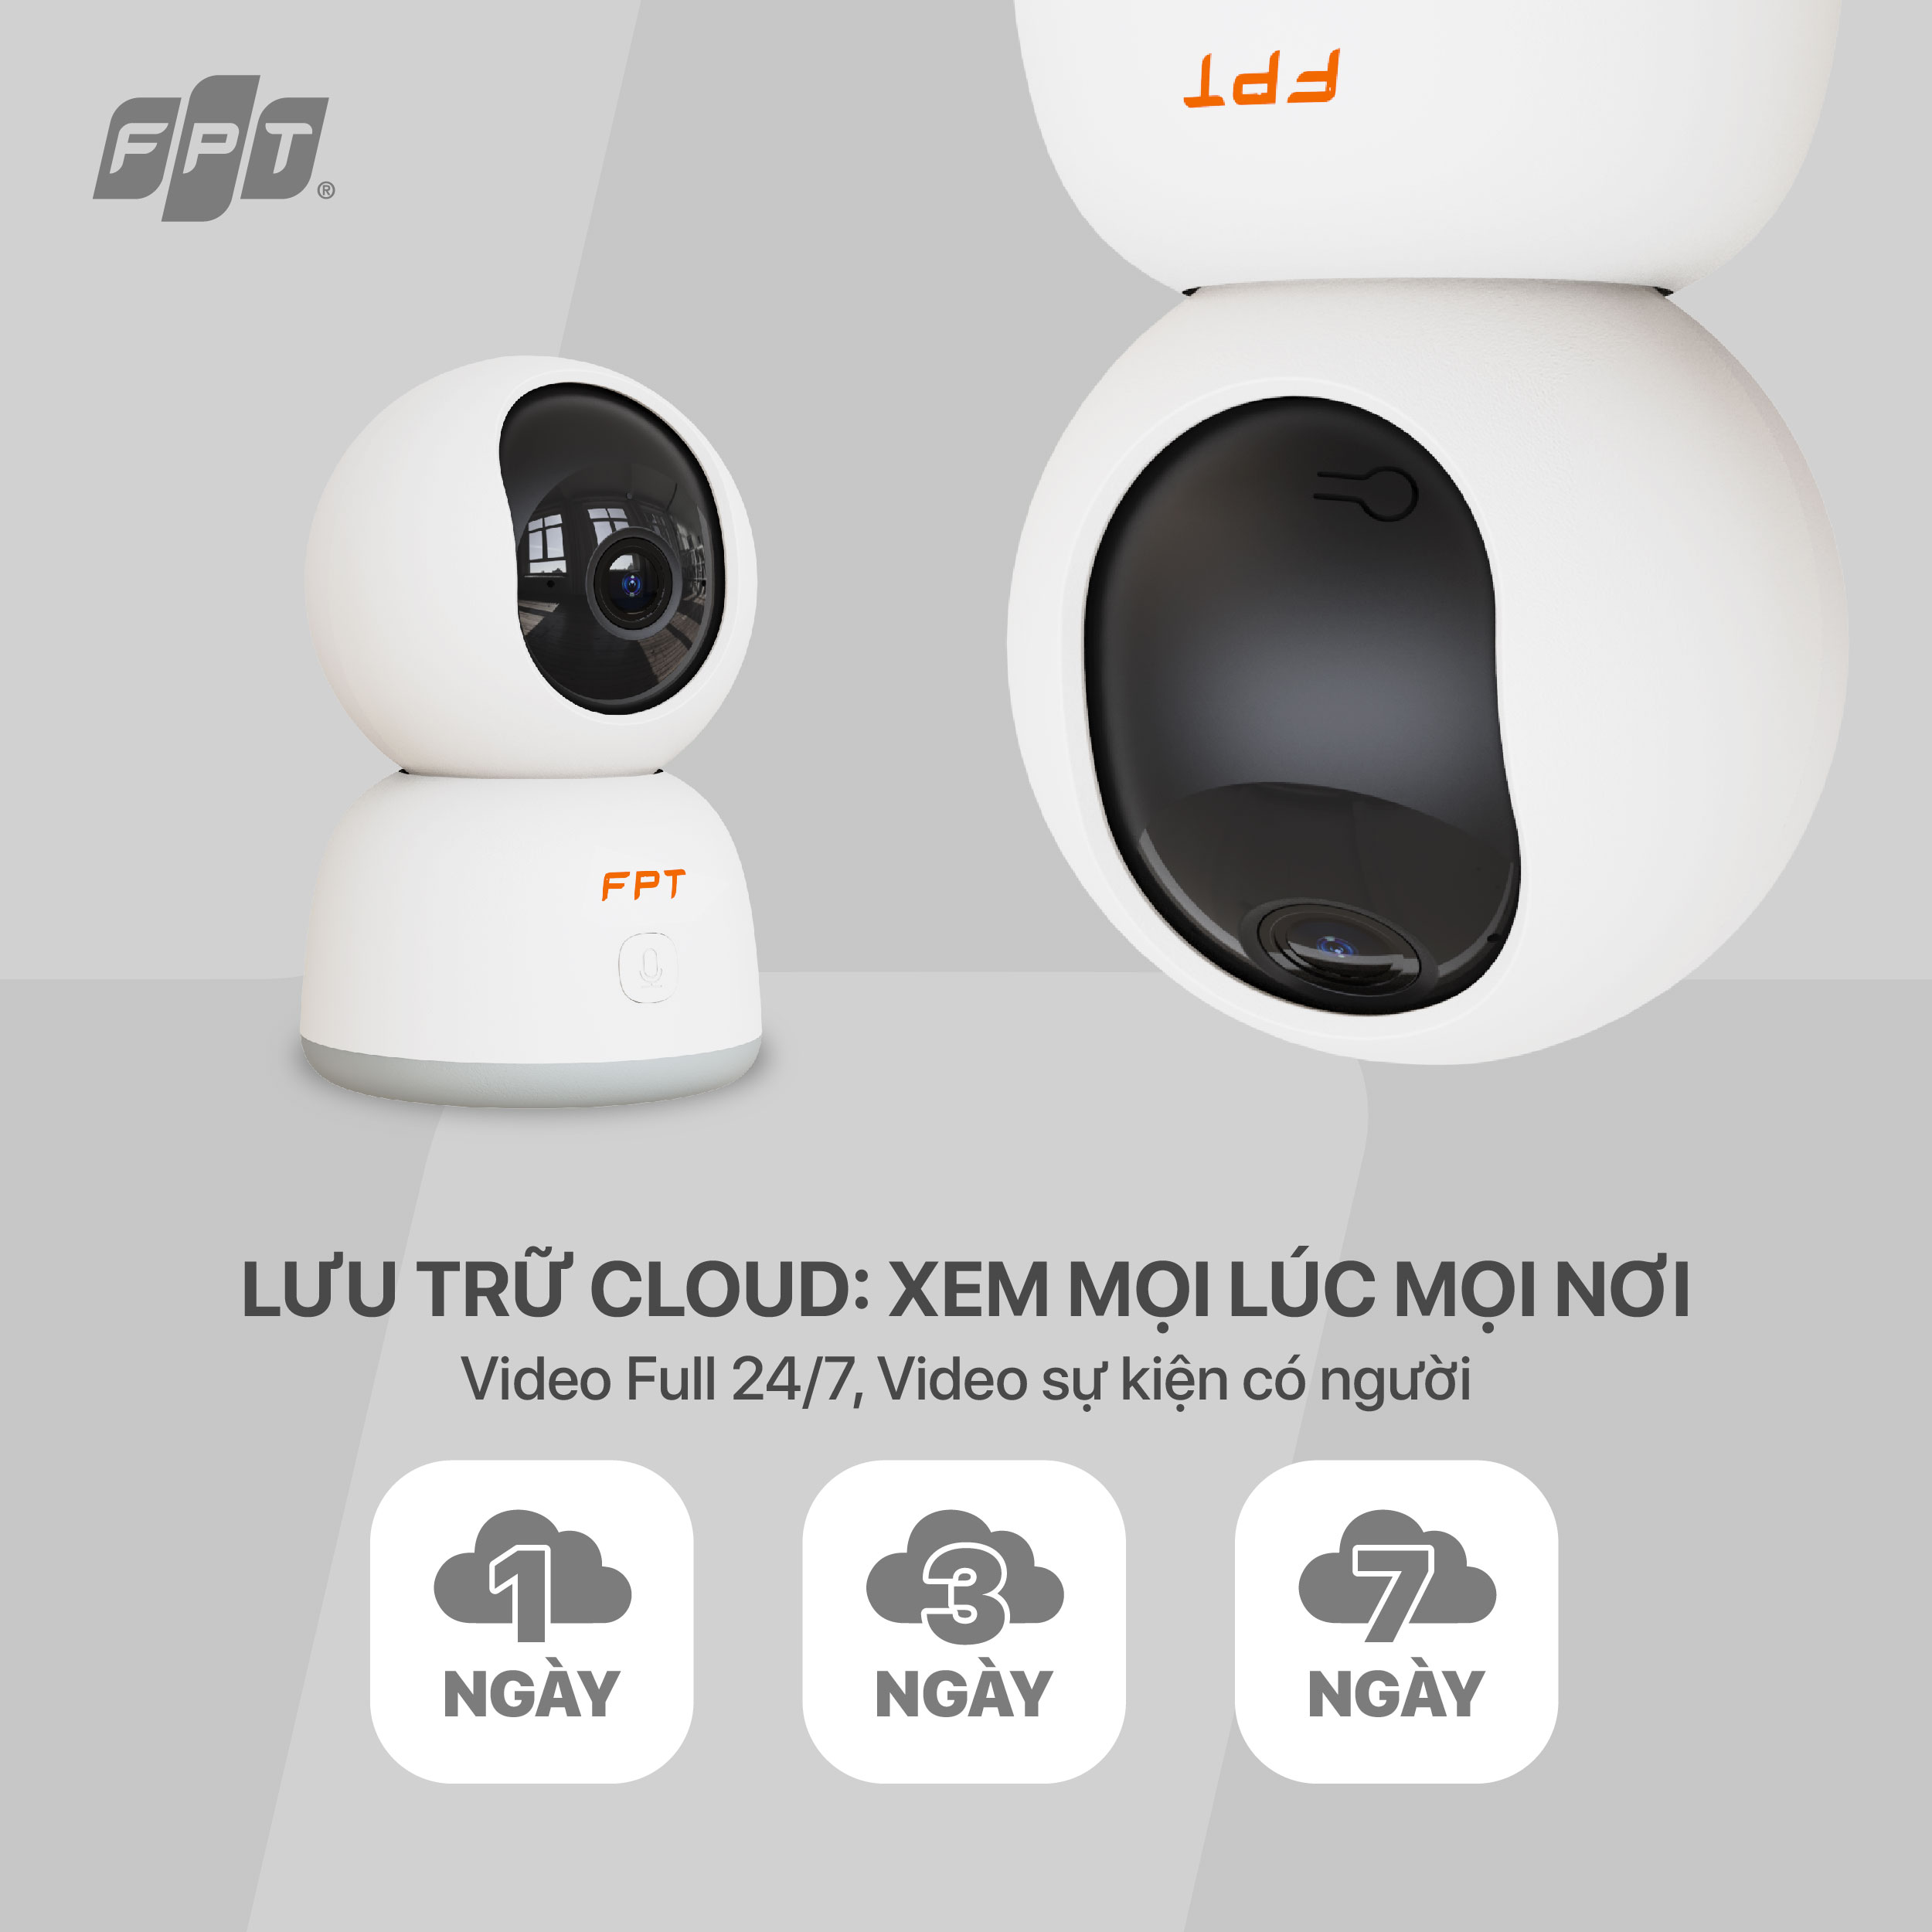 FPT®
FPT
FPT
LƯU TRỮ CLOUD: XEM MỌI LÚC MỌI NƠI
Video Full 24/7, Video sự kiện có người
1
NGÀY
3
NGÀY
7
NGÀY